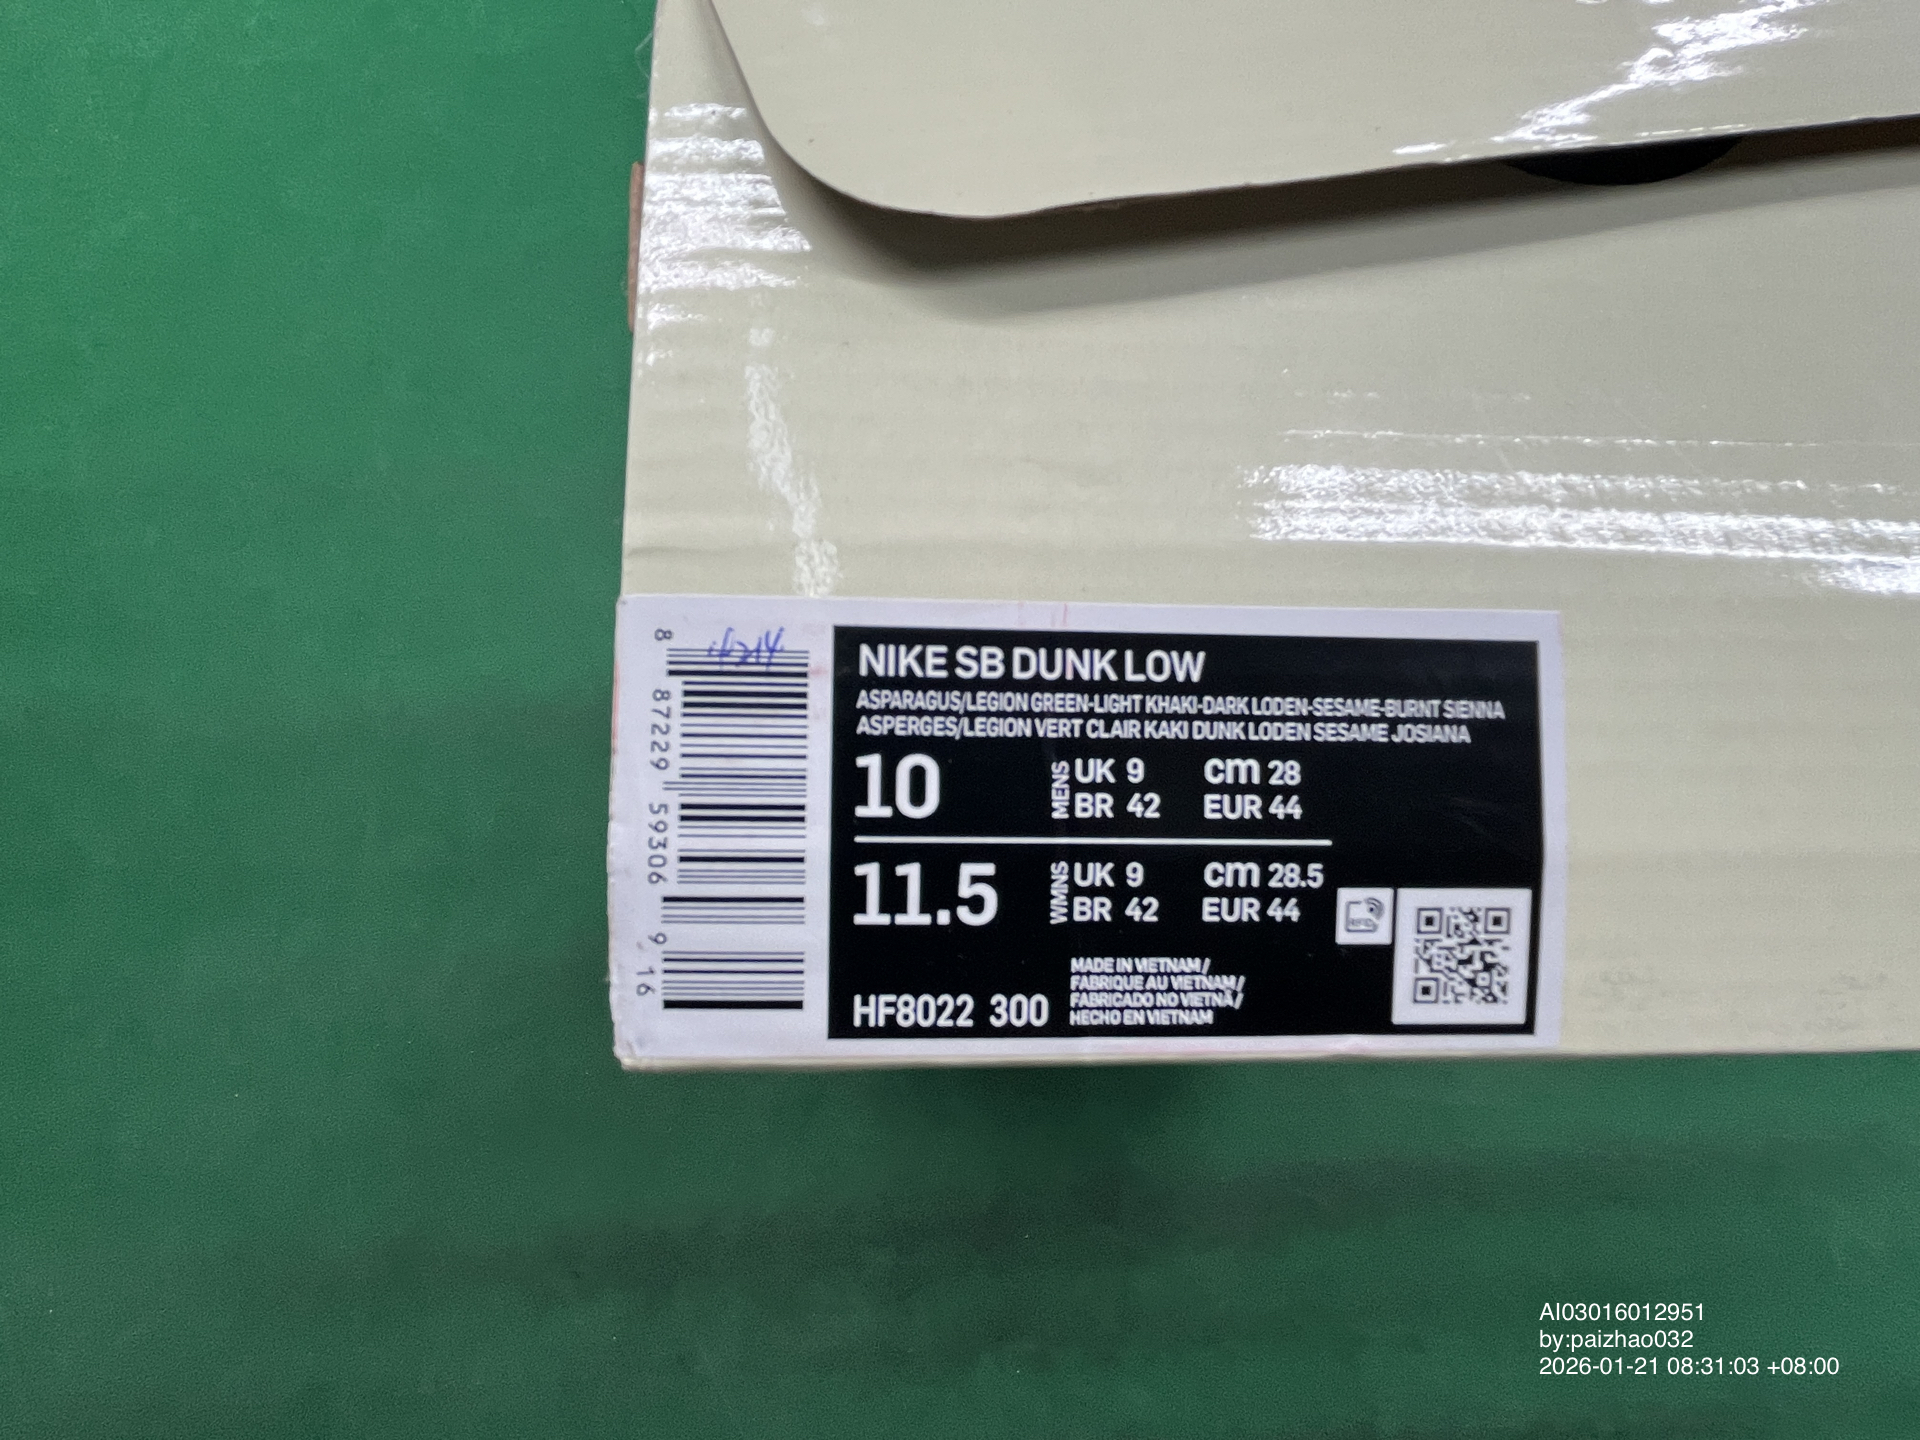 NIKE SB DUNK LOW
ASPARAGUS/LEGION GREEN-LIGHT KHAKI-DARK LODEN-SESAME-BURNT SIENNA
ASPERGES/LEGION VERT CLAIR KAKI DUNK LODEN SESAME JOSIANA
10 MENS UK 9 cm 28
BR 42 EUR 44
11.5 WMNS UK 9 cm 28.5
BR 42 EUR 44
MADE IN VIETNAM /
FABRIQUE AU VIETNAM /
FABRICADO NO VIETNÃ /
HECHO EN VIETNAM
HF8022 300
RFID
8 87229 59306 9 16
AI03016012951
by:paizhao032
2026-01-21 08:31:03 +08:00